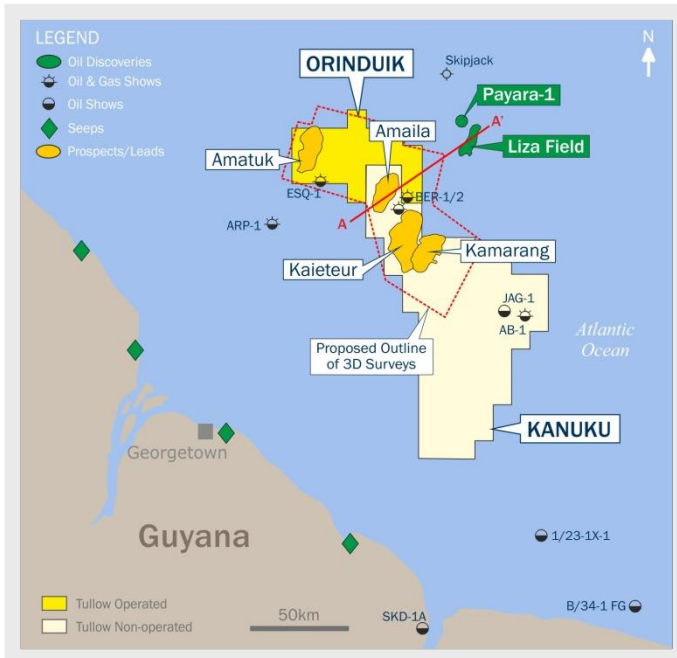 LEGEND
Oil Discoveries
Oil & Gas Shows
Oil Shows
Seeps
Prospects/Leads
N
Skipjack
ORINDUIK
Payara-1
A'
Amaila
Liza Field
Amatuk
ESQ-1
BER-1/2
A
ARP-1
Kamarang
Kaieteur
JAG-1
AB-1
Atlantic
Ocean
Proposed Outline
of 3D Surveys
KANUKU
Georgetown
Guyana
1/23-1X-1
Tullow Operated
Tullow Non-operated
50km
SKD-1A
B/34-1 FG